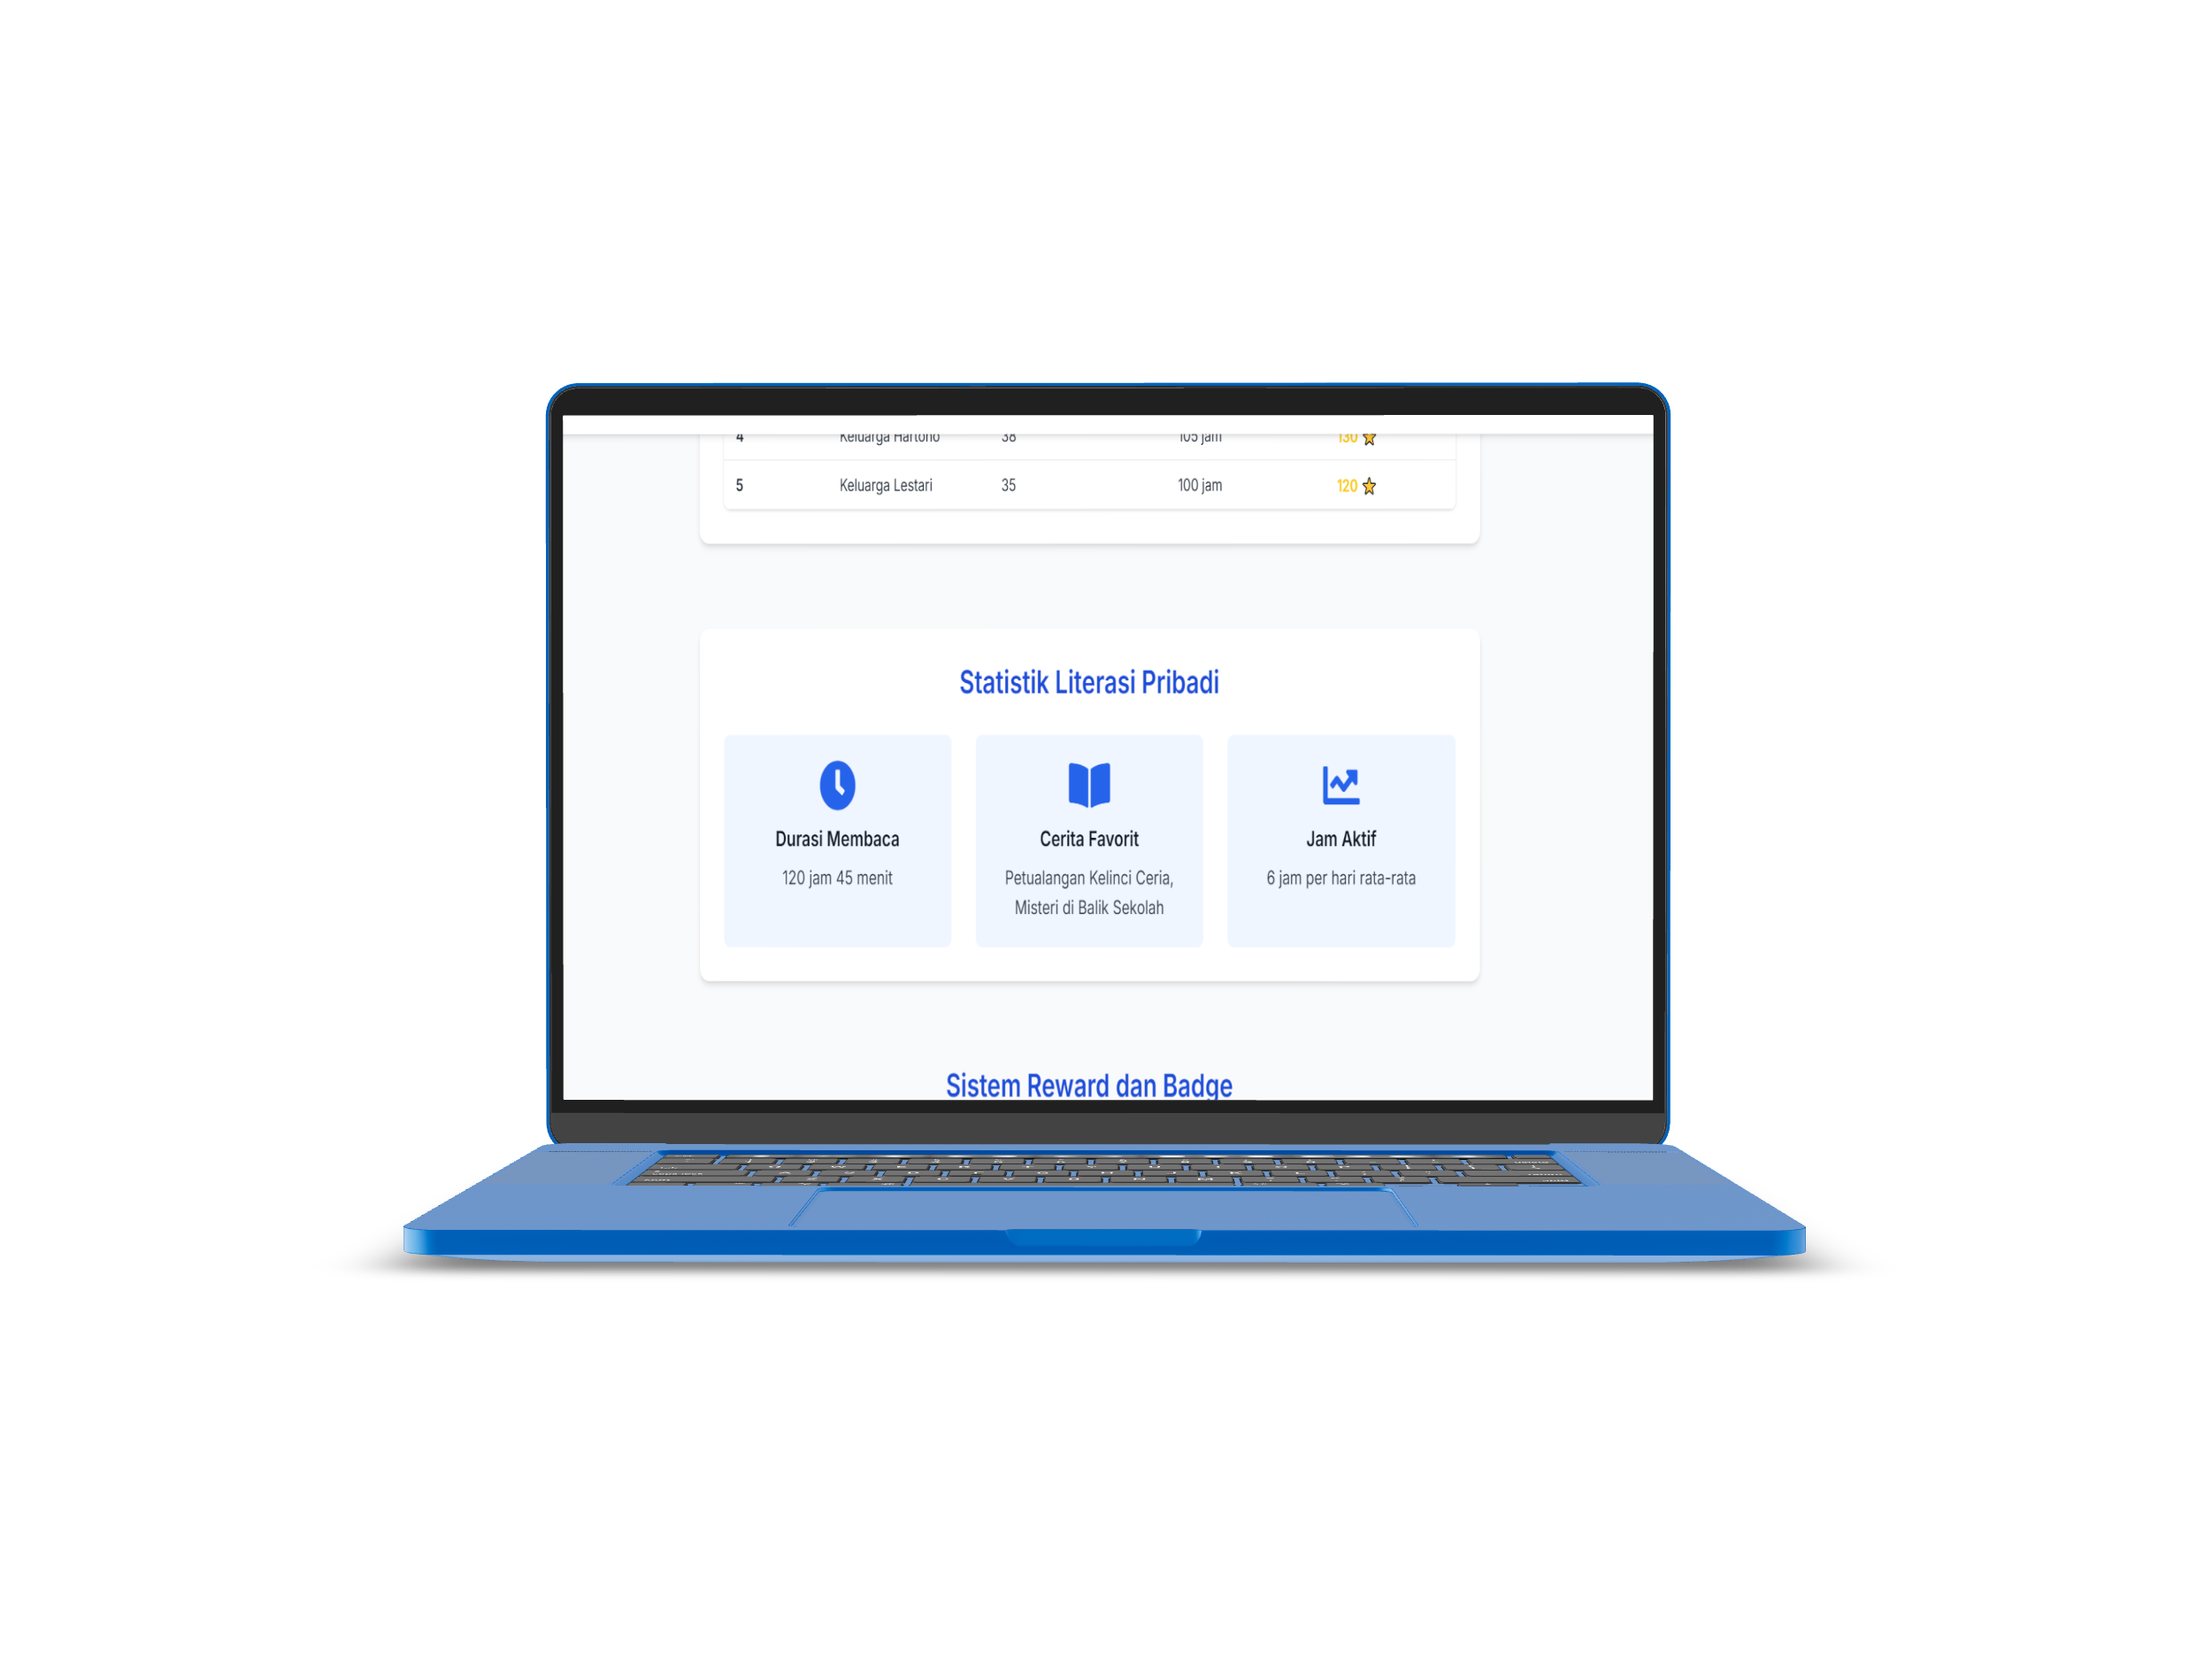 4 Keluarga Hartono 38 105 jam 130
5 Keluarga Lestari 35 100 jam 120
Statistik Literasi Pribadi
Durasi Membaca
120 jam 45 menit
Cerita Favorit
Petualangan Kelinci Ceria,
Misteri di Balik Sekolah
Jam Aktif
6 jam per hari rata-rata
Sistem Reward dan Badge